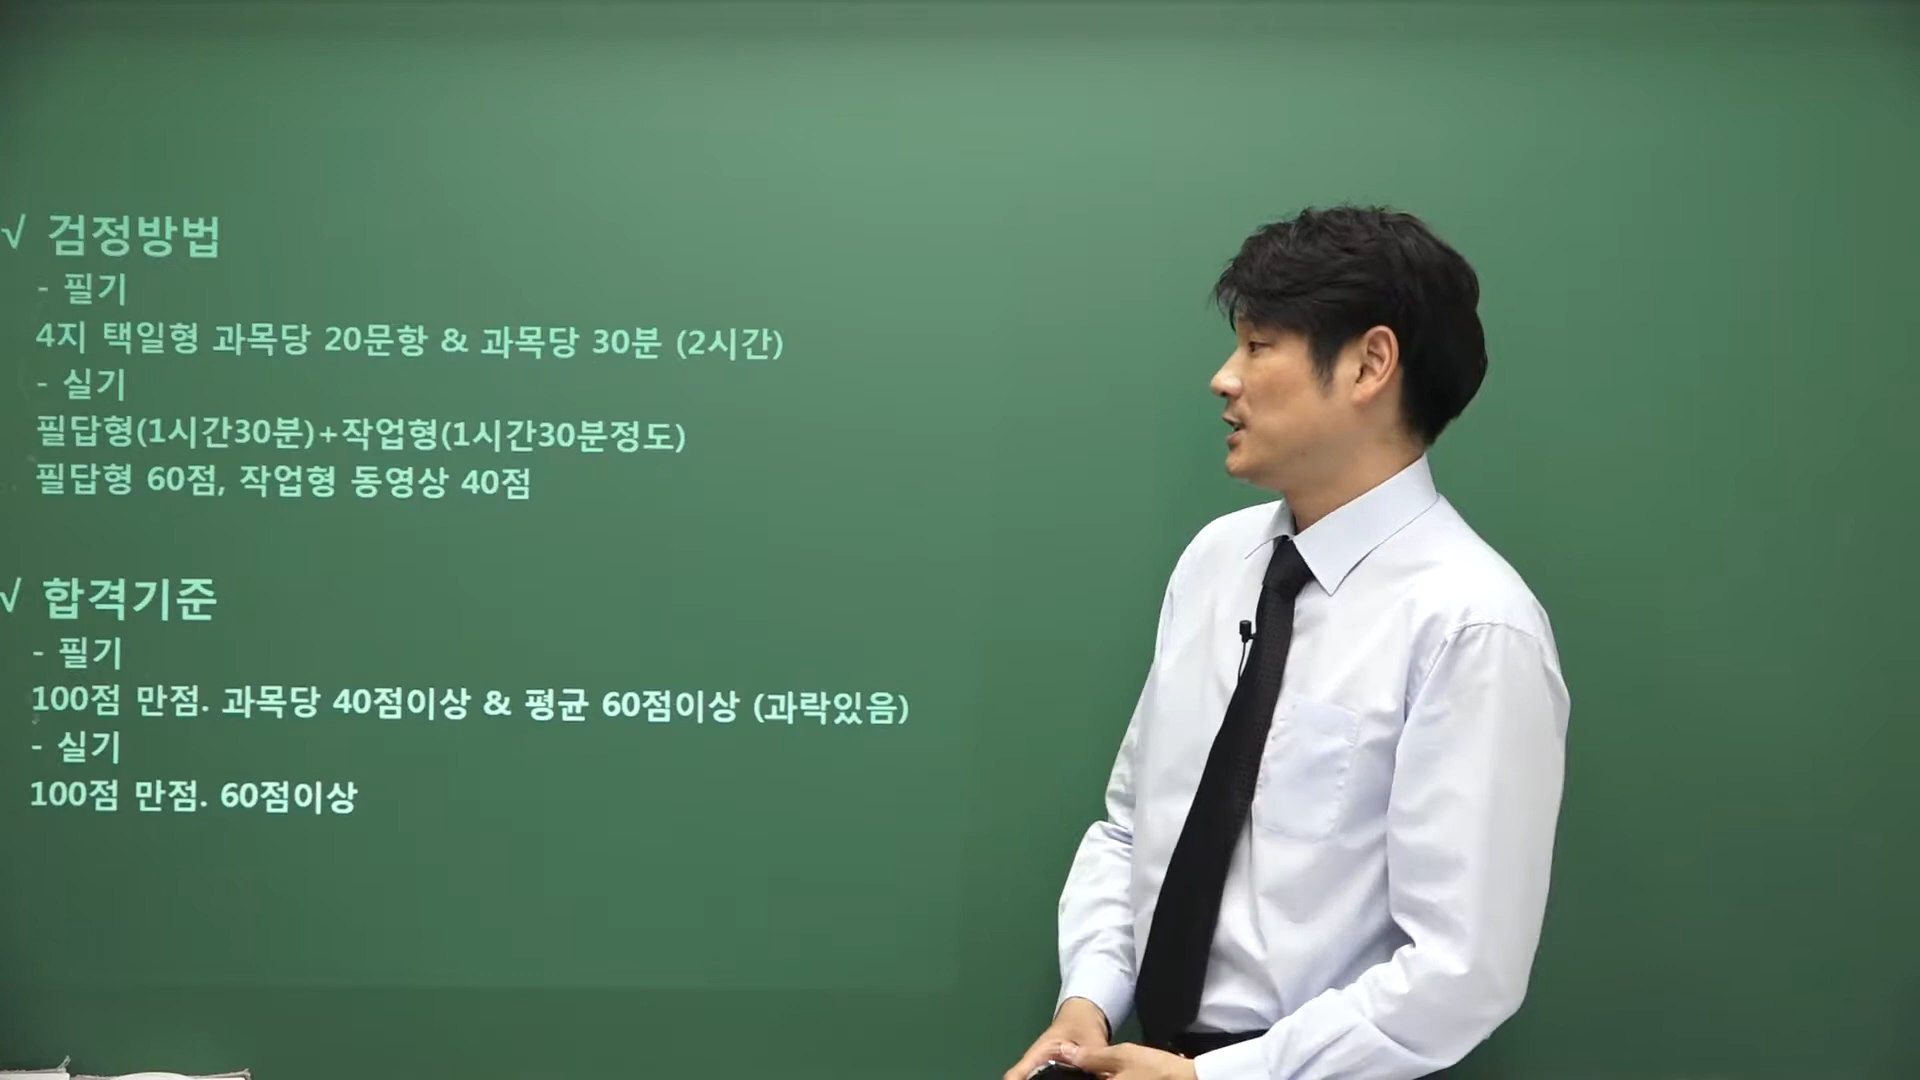 √ 검정방법
- 필기
4지 택일형 과목당 20문항 & 과목당 30분 (2시간)
- 실기
필답형(1시간30분)+작업형(1시간30분정도)
필답형 60점, 작업형 동영상 40점
√ 합격기준
- 필기
100점 만점. 과목당 40점이상 & 평균 60점이상 (과락있음)
- 실기
100점 만점. 60점이상